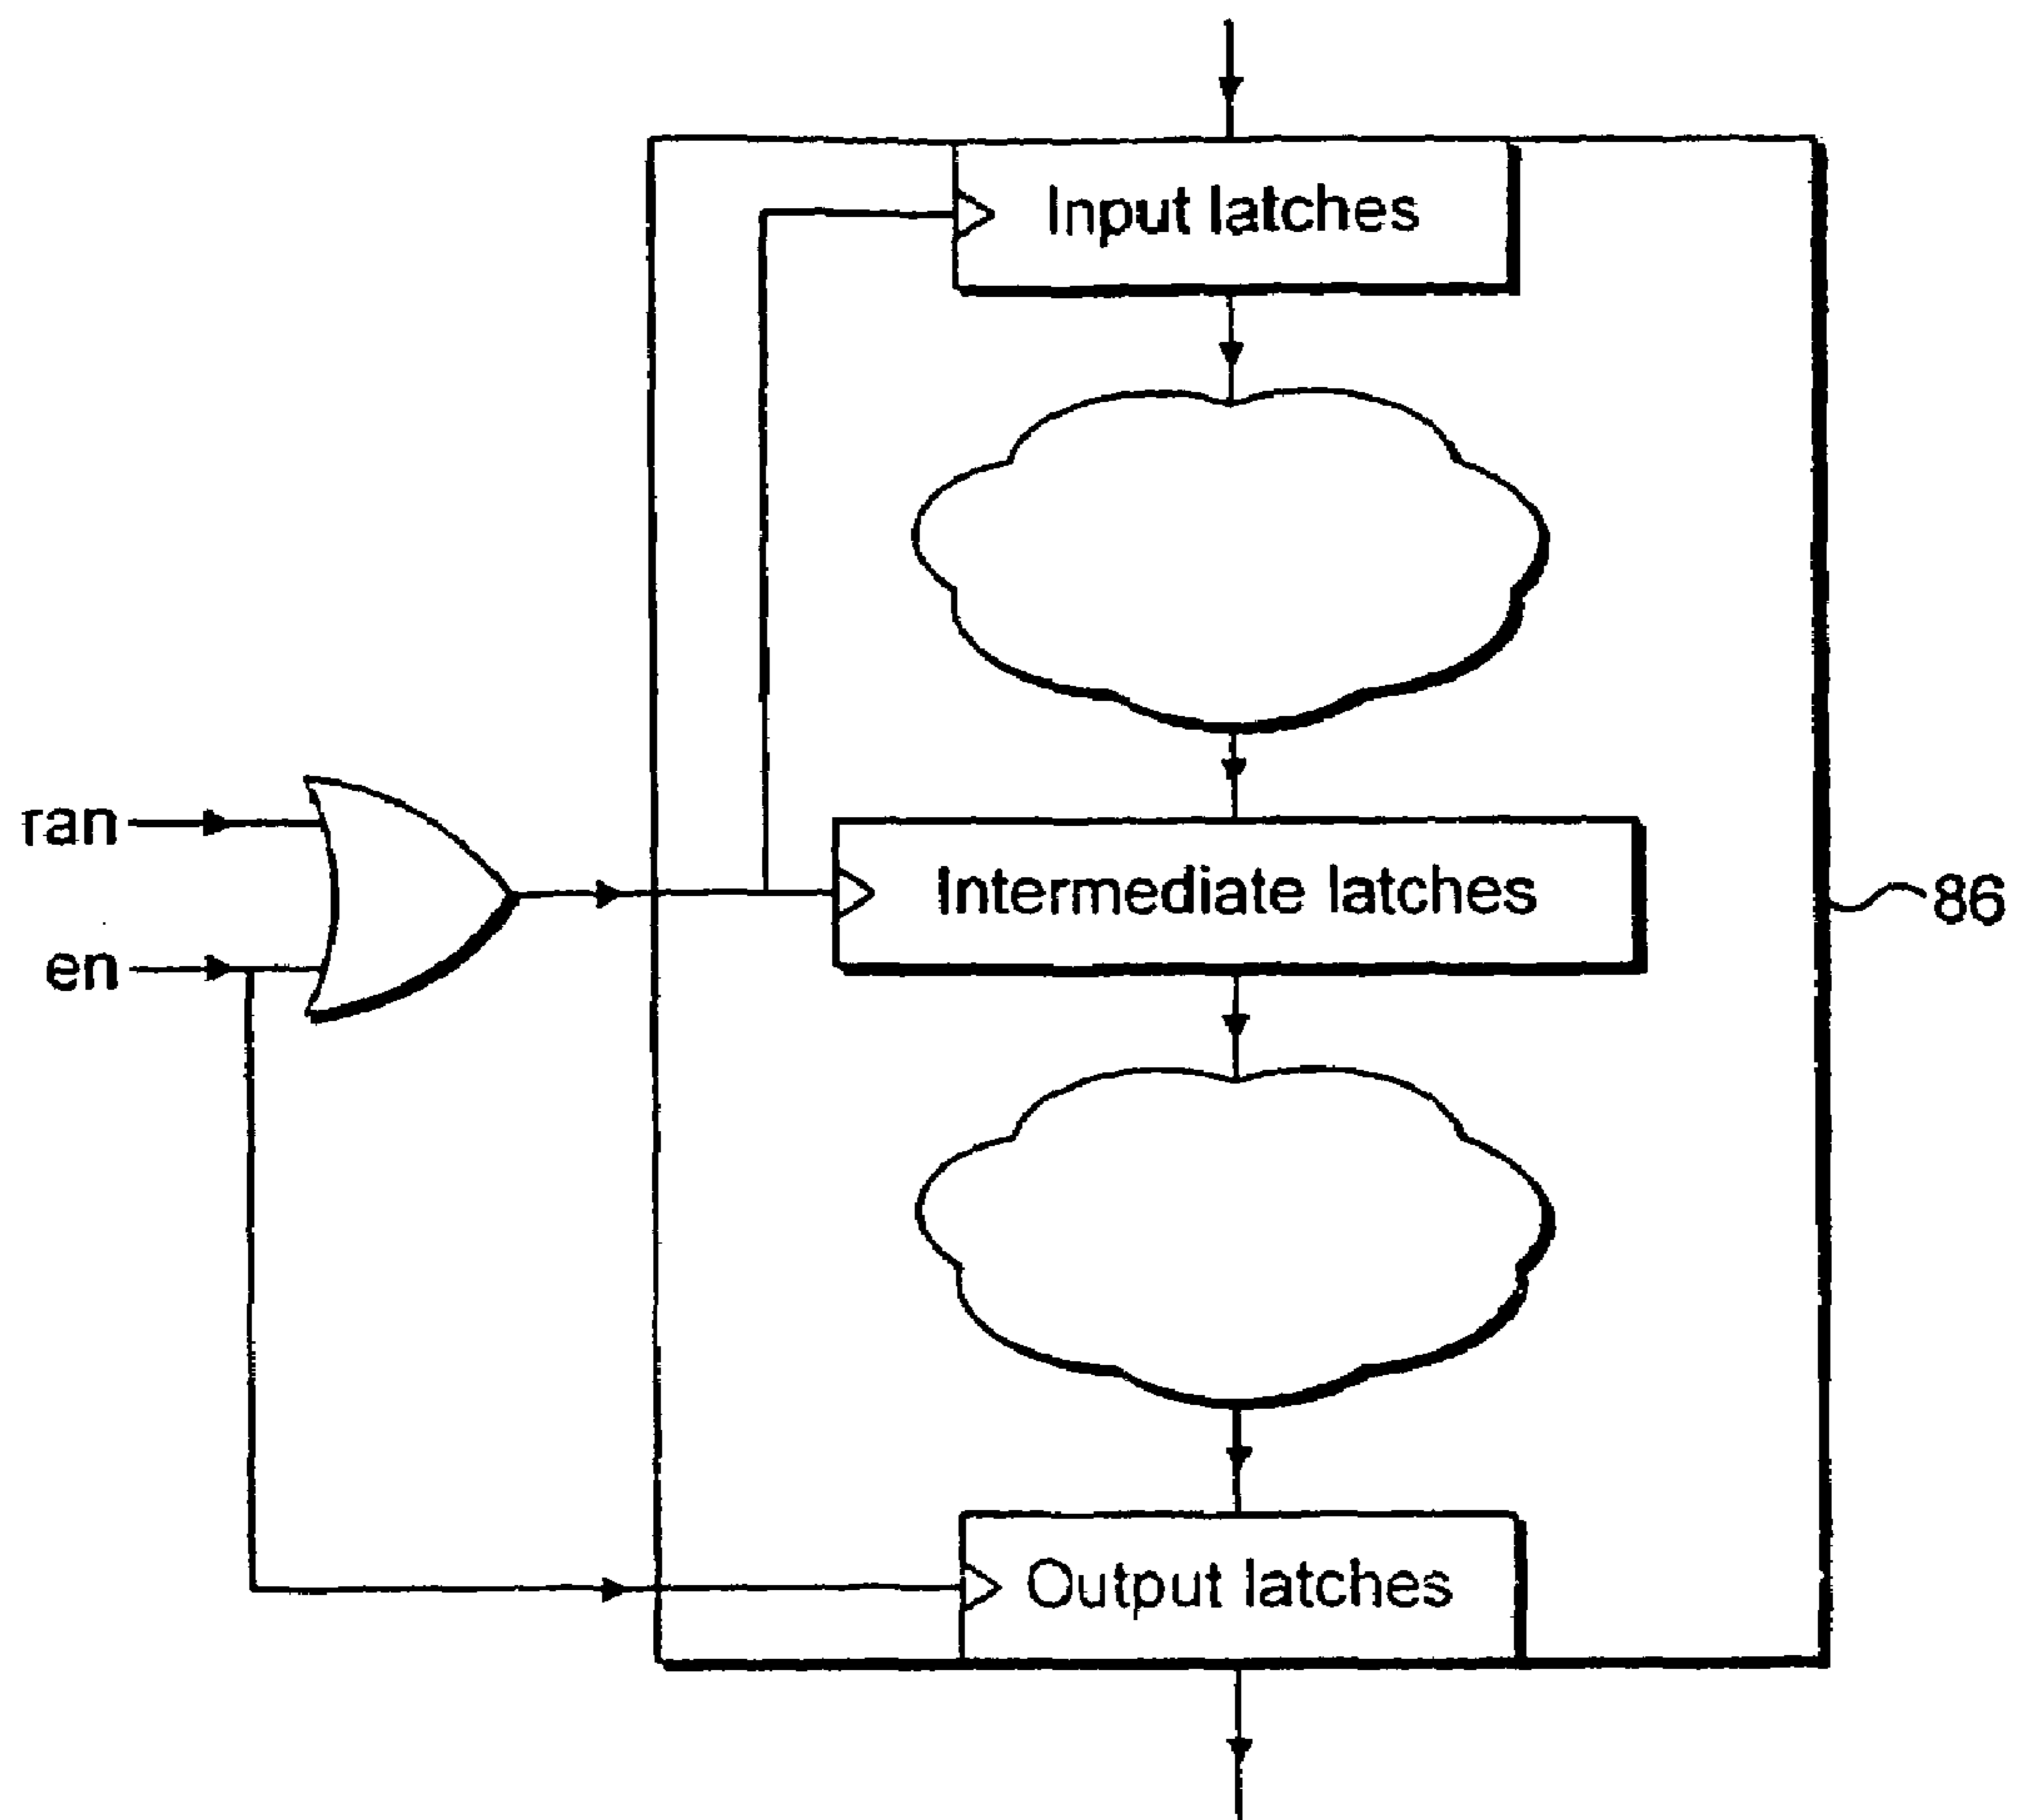 Input latches
ran
Intermediate latches
86
en
Output latches